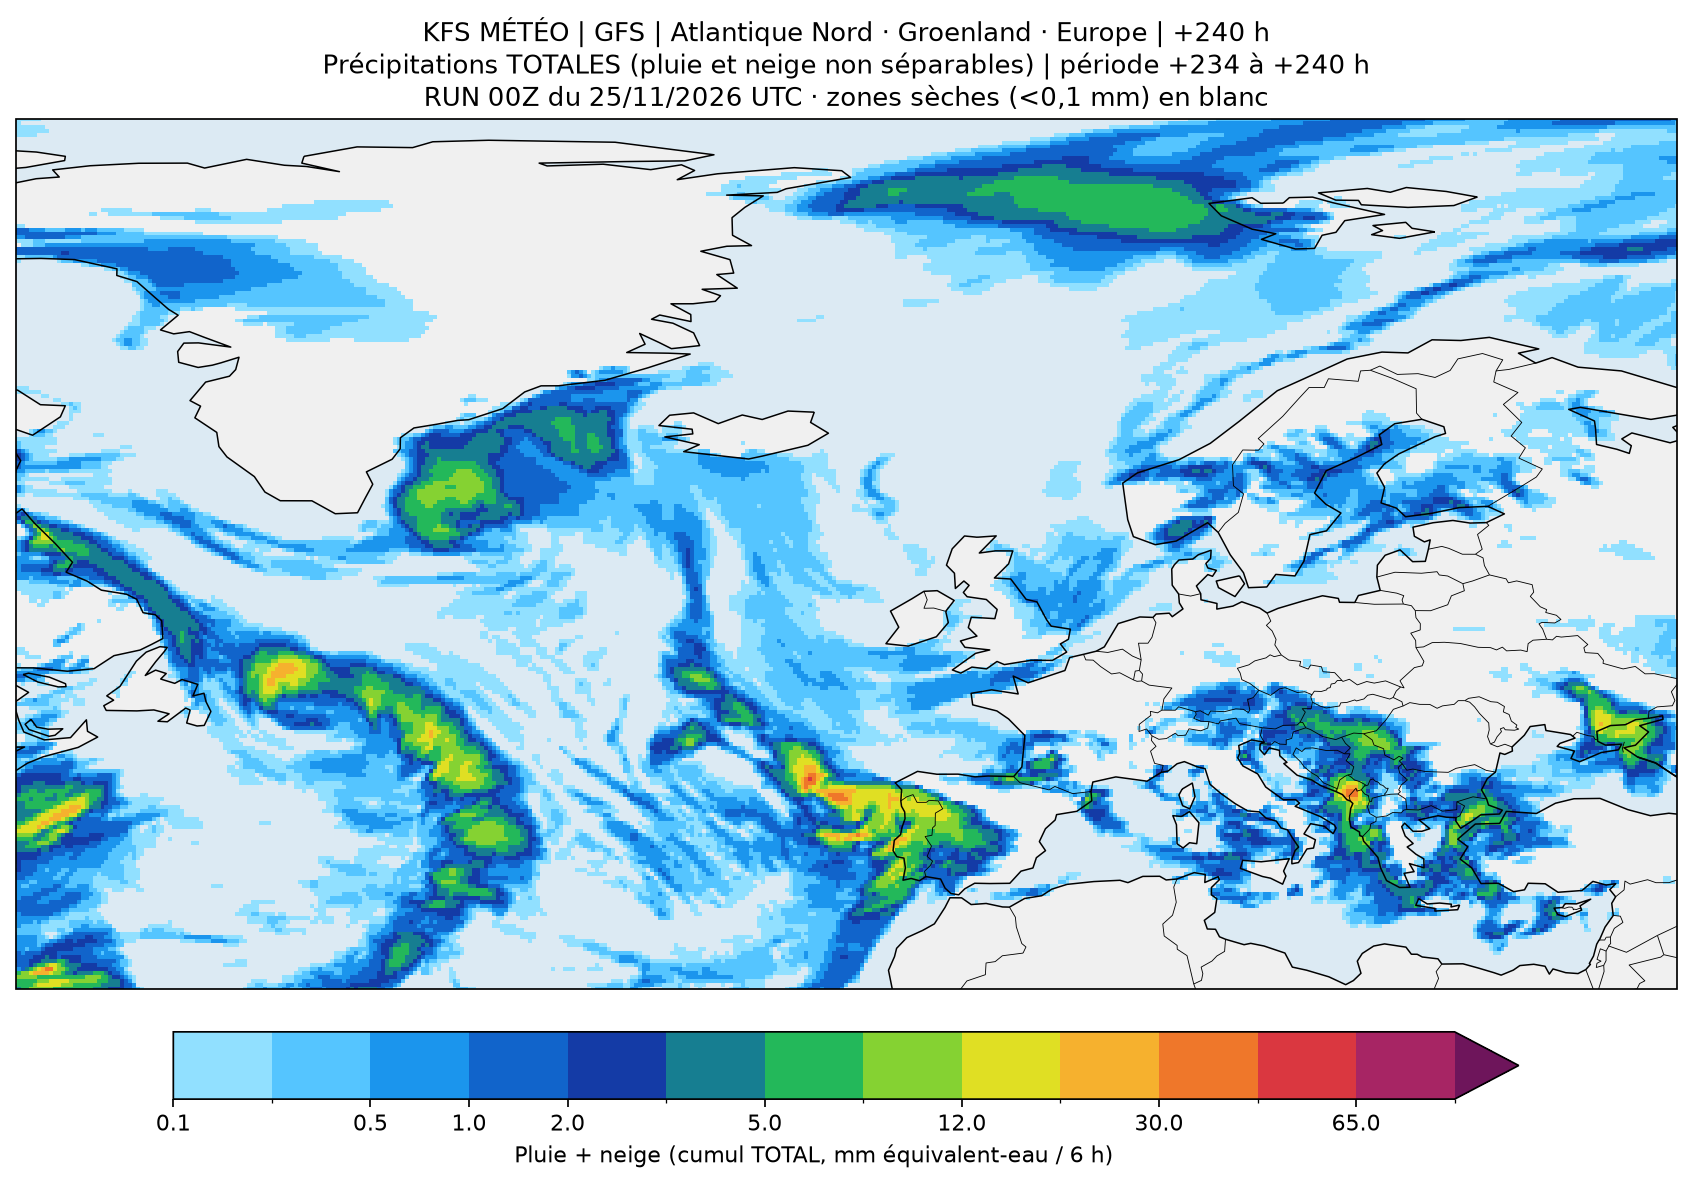 KFS MÉTÉO | GFS | Atlantique Nord · Groenland · Europe | +240 h
Précipitations TOTALES (pluie et neige non séparables) | période +234 à +240 h
RUN 00Z du 25/11/2026 UTC · zones sèches (<0,1 mm) en blanc
0.1 0.5 1.0 2.0 5.0 12.0 30.0 65.0
Pluie + neige (cumul TOTAL, mm équivalent-eau / 6 h)